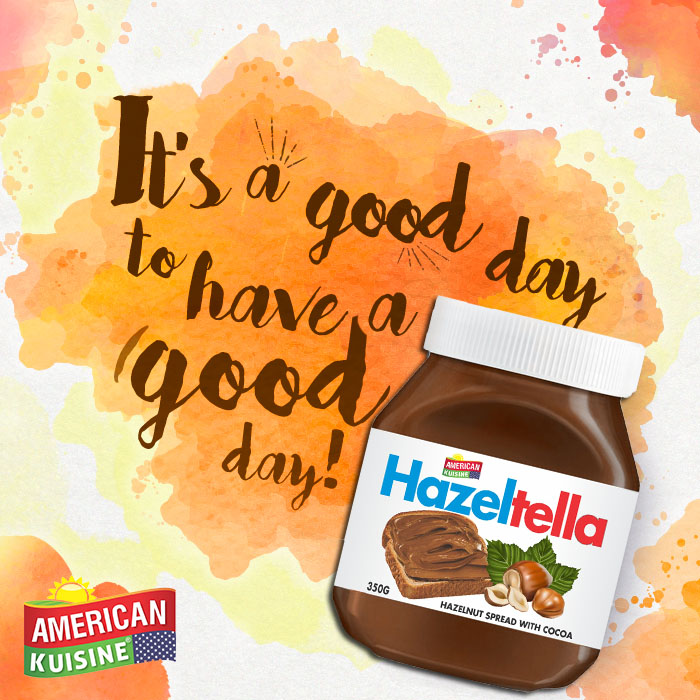 It's a good day
to have a
good
day!
AMERICAN
KUISINE
Hazeltella
350G
HAZELNUT SPREAD WITH COCOA
AMERICAN
KUISINE®